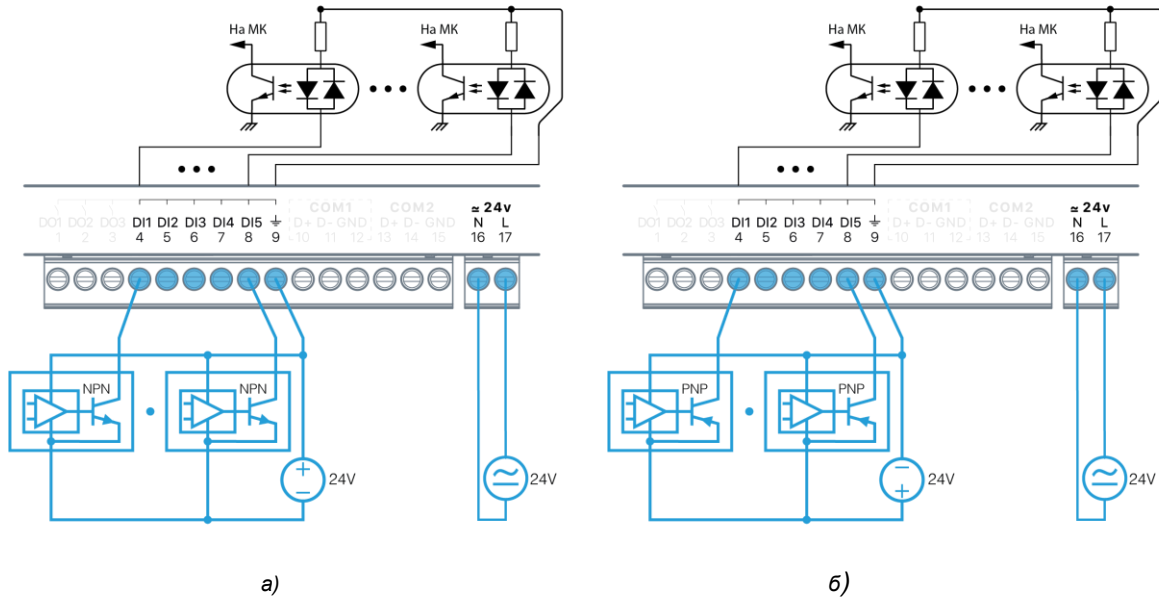 На МК На МК На МК На МК
COM1 COM2 ≃ 24v COM1 COM2 ≃ 24v
DO1 DO2 DO3 DI1 DI2 DI3 DI4 DI5 ⏚ D+ D- GND D+ D- GND N L DO1 DO2 DO3 DI1 DI2 DI3 DI4 DI5 ⏚ D+ D- GND D+ D- GND N L
1 2 3 4 5 6 7 8 9 10 11 12 13 14 15 16 17 1 2 3 4 5 6 7 8 9 10 11 12 13 14 15 16 17
NPN NPN PNP PNP
+ 24V 24V − 24V 24V
− +
а) б)